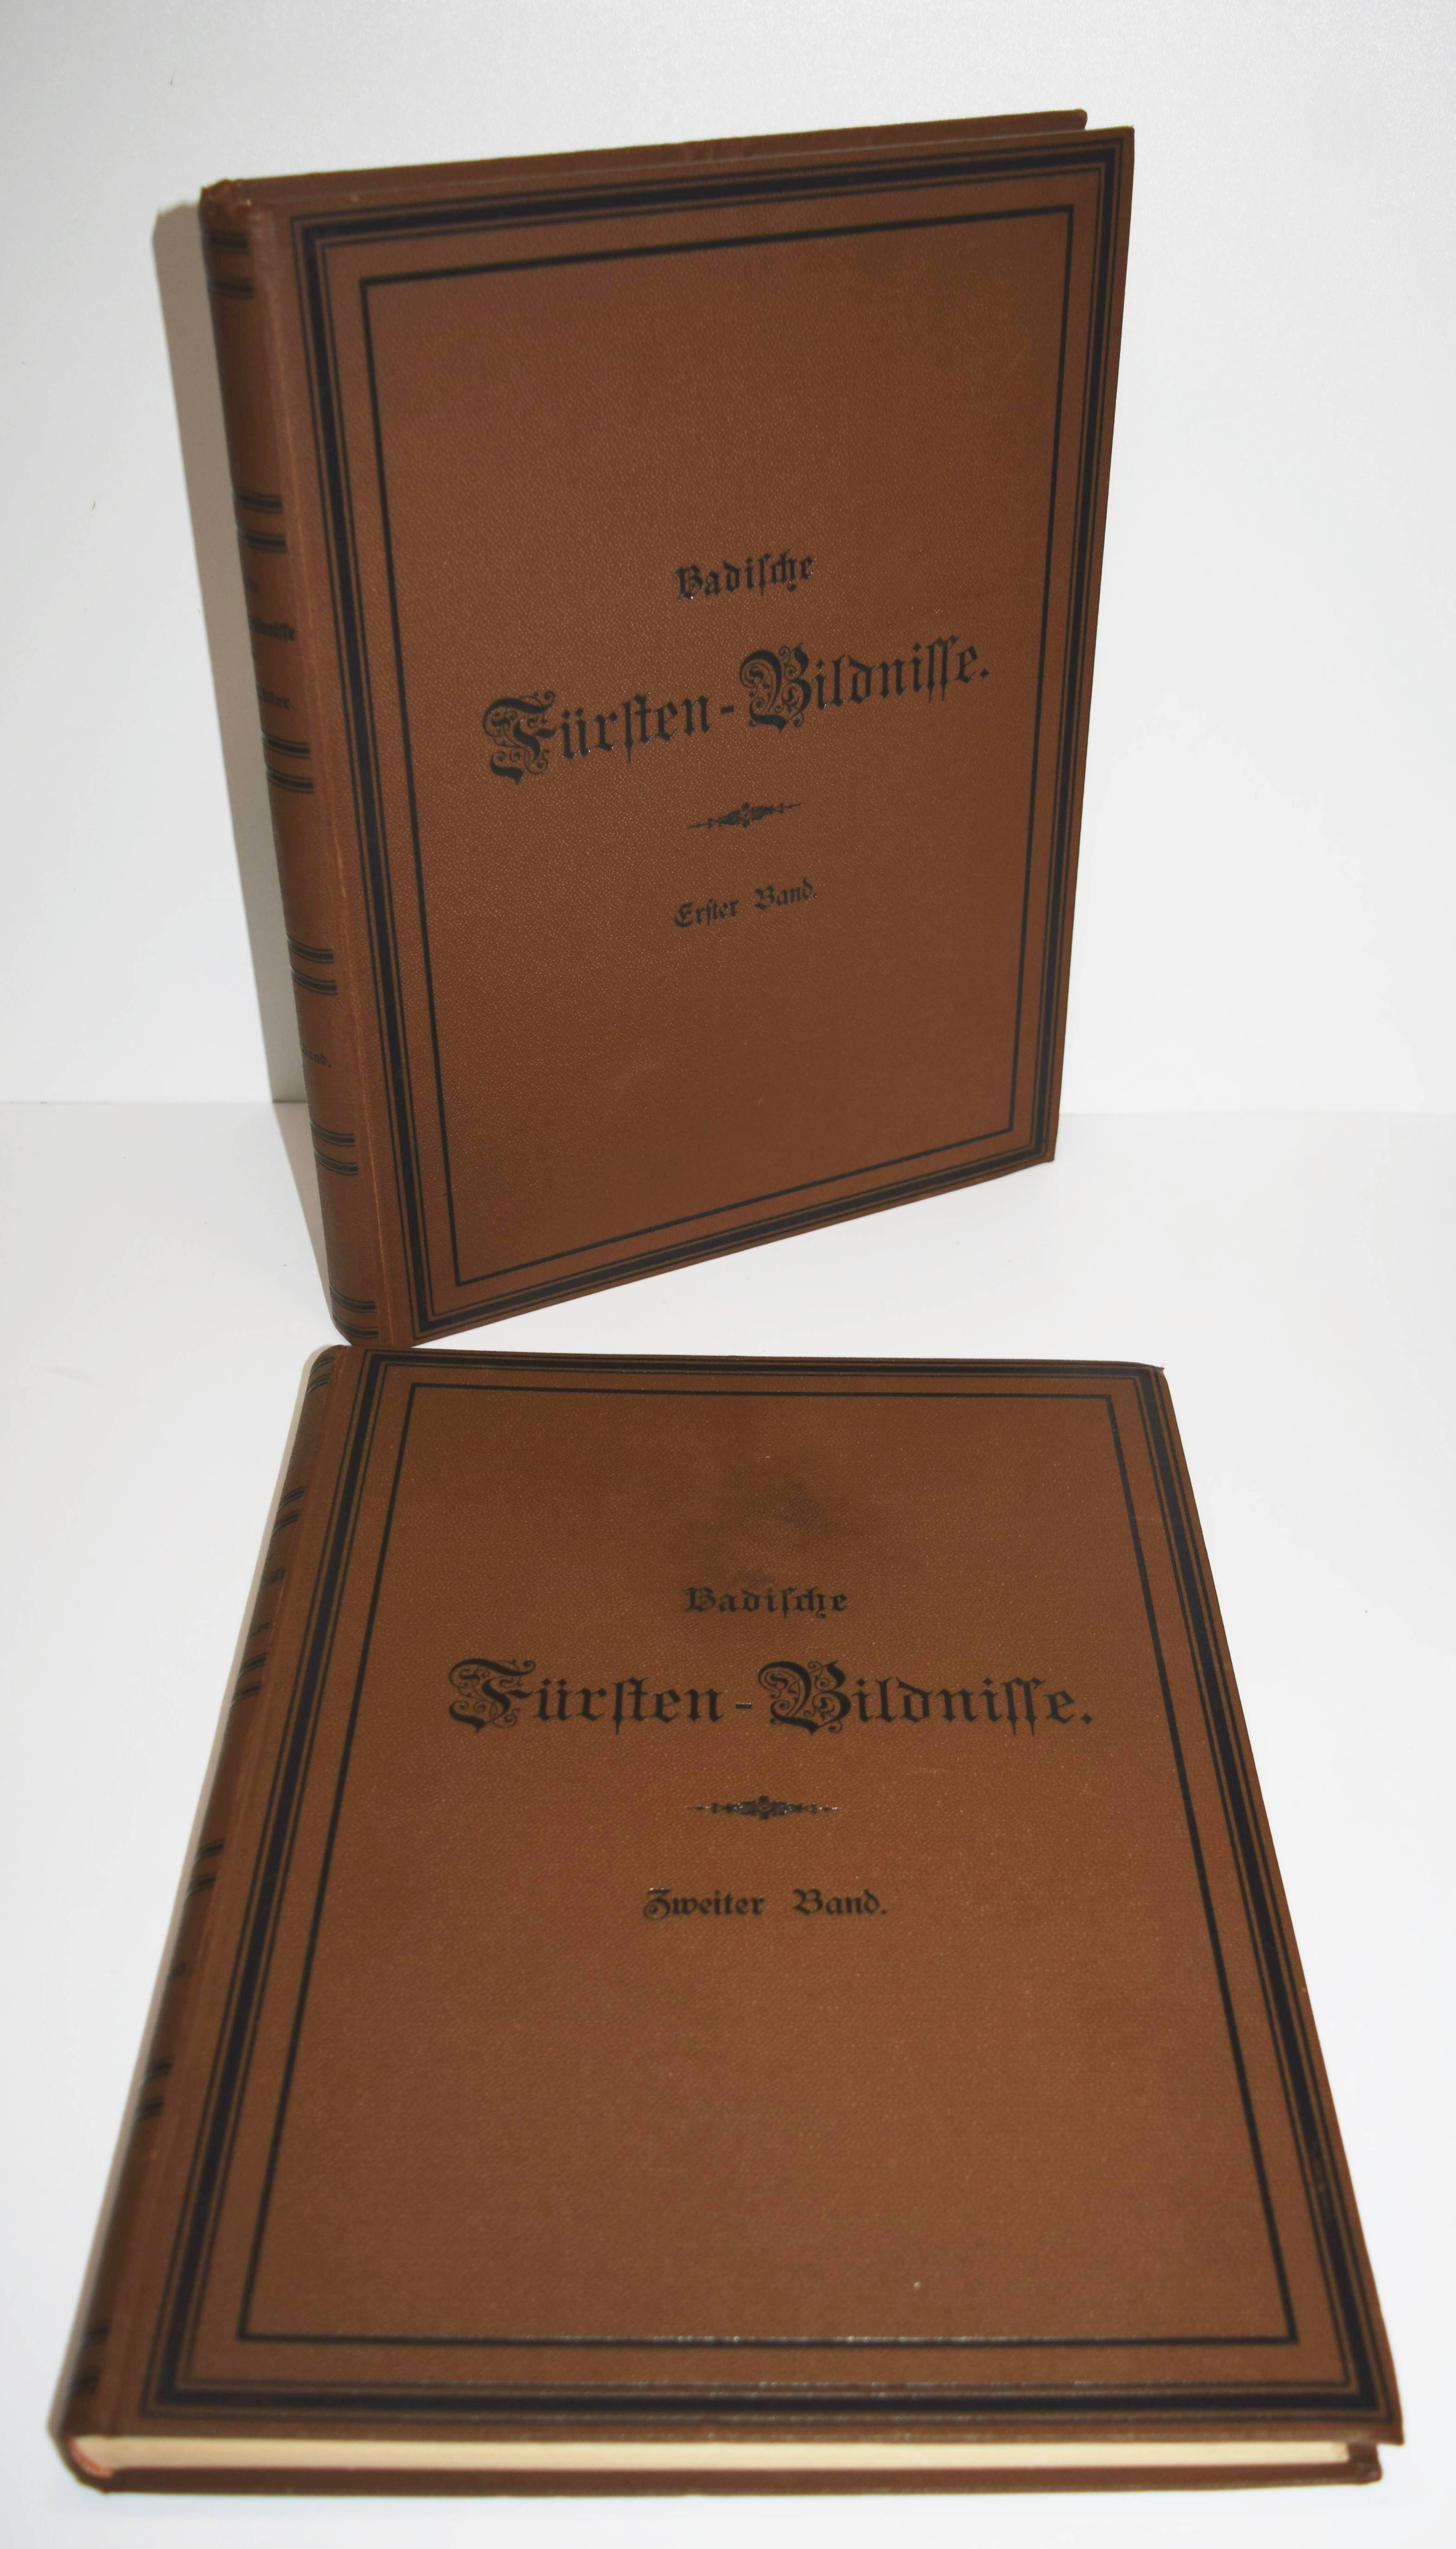 Badiſche
Fürſten-Bildniſſe.
Erſter Band.
Badiſche
Fürſten-Bildniſſe.
Zweiter Band.